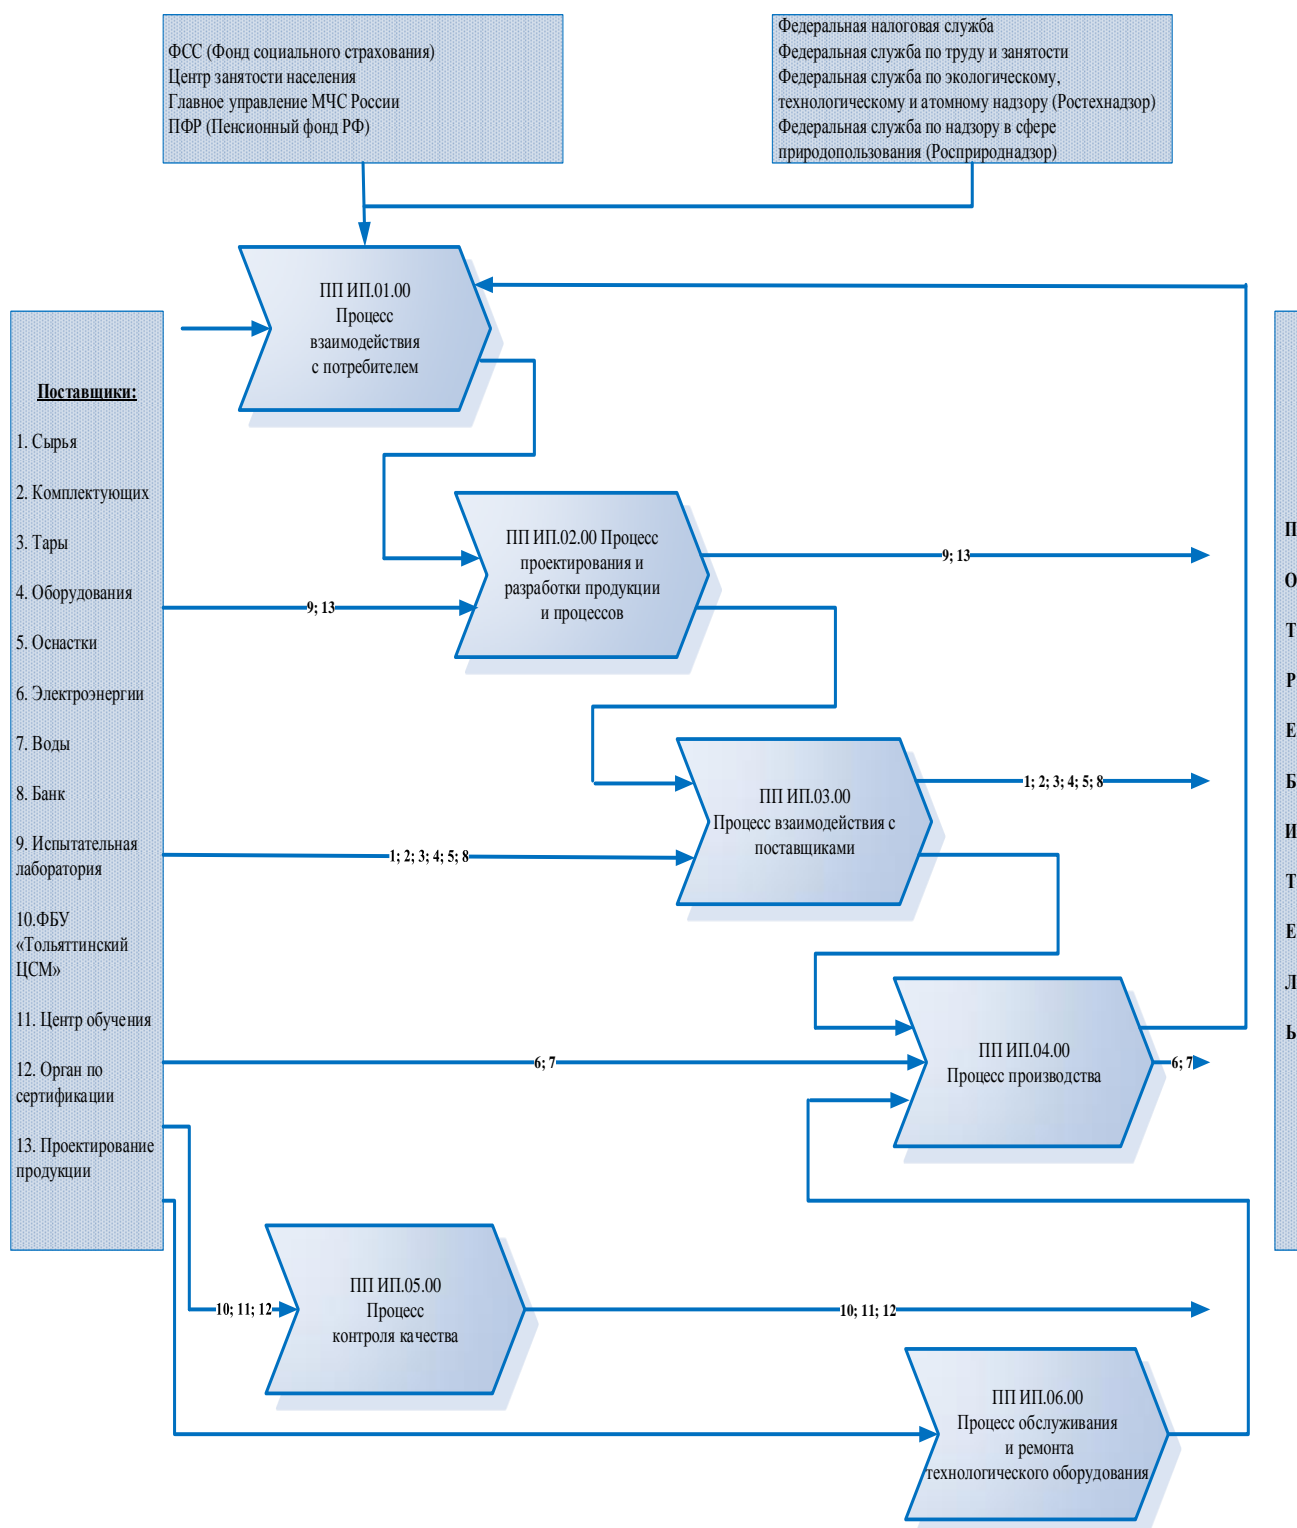 ФСС (Фонд социального страхования)
Центр занятости населения
Главное управление МЧС России
ПФР (Пенсионный фонд РФ)
Федеральная налоговая служба
Федеральная служба по труду и занятости
Федеральная служба по экологическому,
технологическому и атомному надзору (Ростехнадзор)
Федеральная служба по надзору в сфере
природопользования (Росприроднадзор)
ПП ИП.01.00
Процесс
взаимодействия
с потребителем
Поставщики:
1. Сырья
2. Комплектующих
3. Тары
4. Оборудования
5. Оснастки
6. Электроэнергии
7. Воды
8. Банк
9. Испытательная
лаборатория
10.ФБУ
«Тольяттинский
ЦСМ»
11. Центр обучения
12. Орган по
сертификации
13. Проектирование
продукции
ПП ИП.02.00 Процесс
проектирования и
разработки продукции
и процессов
9; 13
9; 13
ПП ИП.03.00
Процесс взаимодействия с
поставщиками
1; 2; 3; 4; 5; 8
1; 2; 3; 4; 5; 8
ПП ИП.04.00
Процесс производства
6; 7
6; 7
ПП ИП.05.00
Процесс
контроля качества
10; 11; 12
10; 11; 12
ПП ИП.06.00
Процесс обслуживания
и ремонта
технологического оборудования
П
О
Т
Р
Е
Б
И
Т
Е
Л
Ь